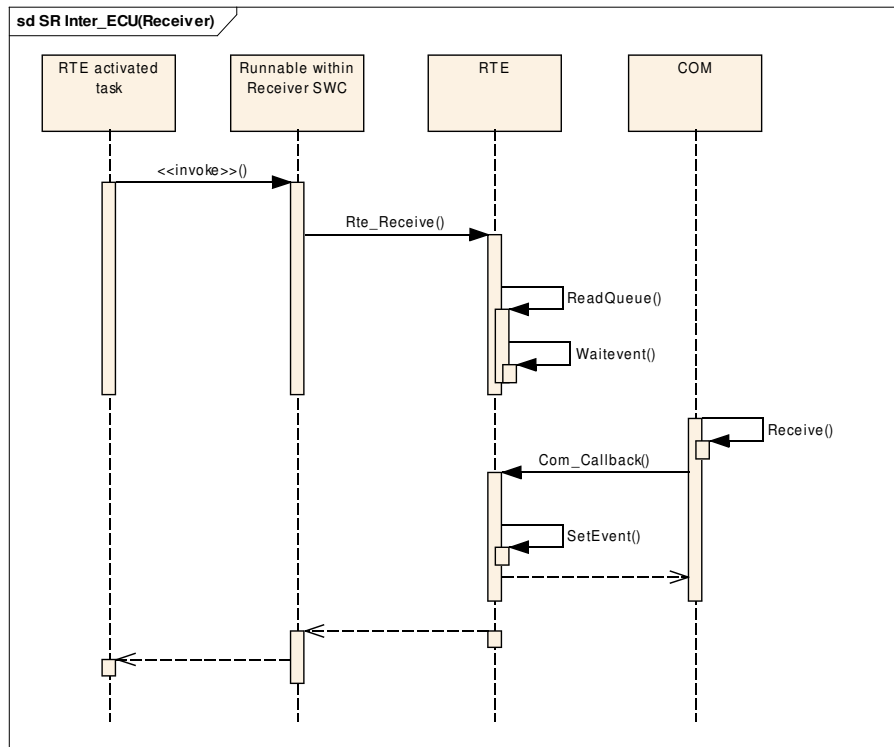 sd SR Inter_ECU(Receiver)
RTE activated
task
Runnable within
Receiver SWC
RTE
COM
<<invoke>>()
Rte_Receive()
ReadQueue()
Waitevent()
Receive()
Com_Callback()
SetEvent()